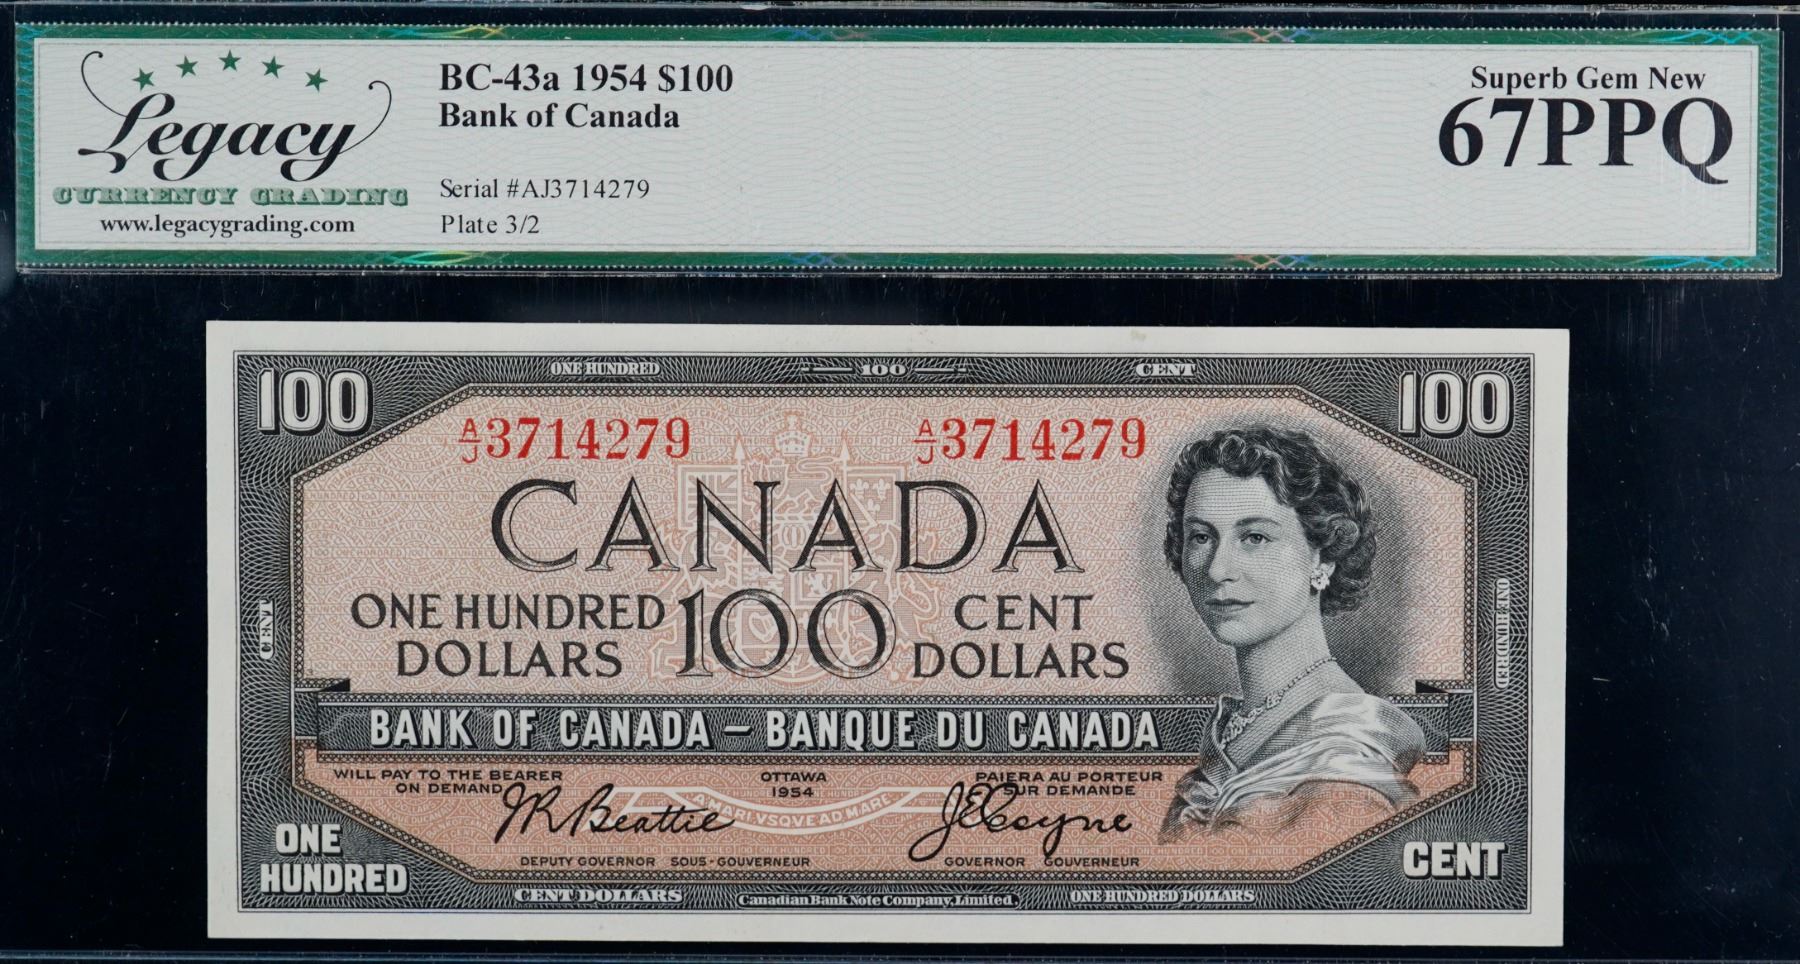 Legacy
CURRENCY GRADING
www.legacygrading.com
BC-43a 1954 $100
Bank of Canada
Serial #AJ3714279
Plate 3/2
Superb Gem New
67PPQ
ONE HUNDRED 100 CENT
100 100
A/J 3714279 A/J 3714279
CANADA
ONE HUNDRED DOLLARS 100 CENT DOLLARS
CENT
ONE HUNDRED
BANK OF CANADA – BANQUE DU CANADA
WILL PAY TO THE BEARER
ON DEMAND
OTTAWA
1954
PAIERA AU PORTEUR
SUR DEMANDE
JR Beattie
A MARI VSQVE AD MARE
J E Coyne
DEPUTY GOVERNOR SOUS-GOUVERNEUR
GOVERNOR GOUVERNEUR
ONE
HUNDRED
CENT
CENT DOLLARS Canadian Bank Note Company, Limited. ONE HUNDRED DOLLARS